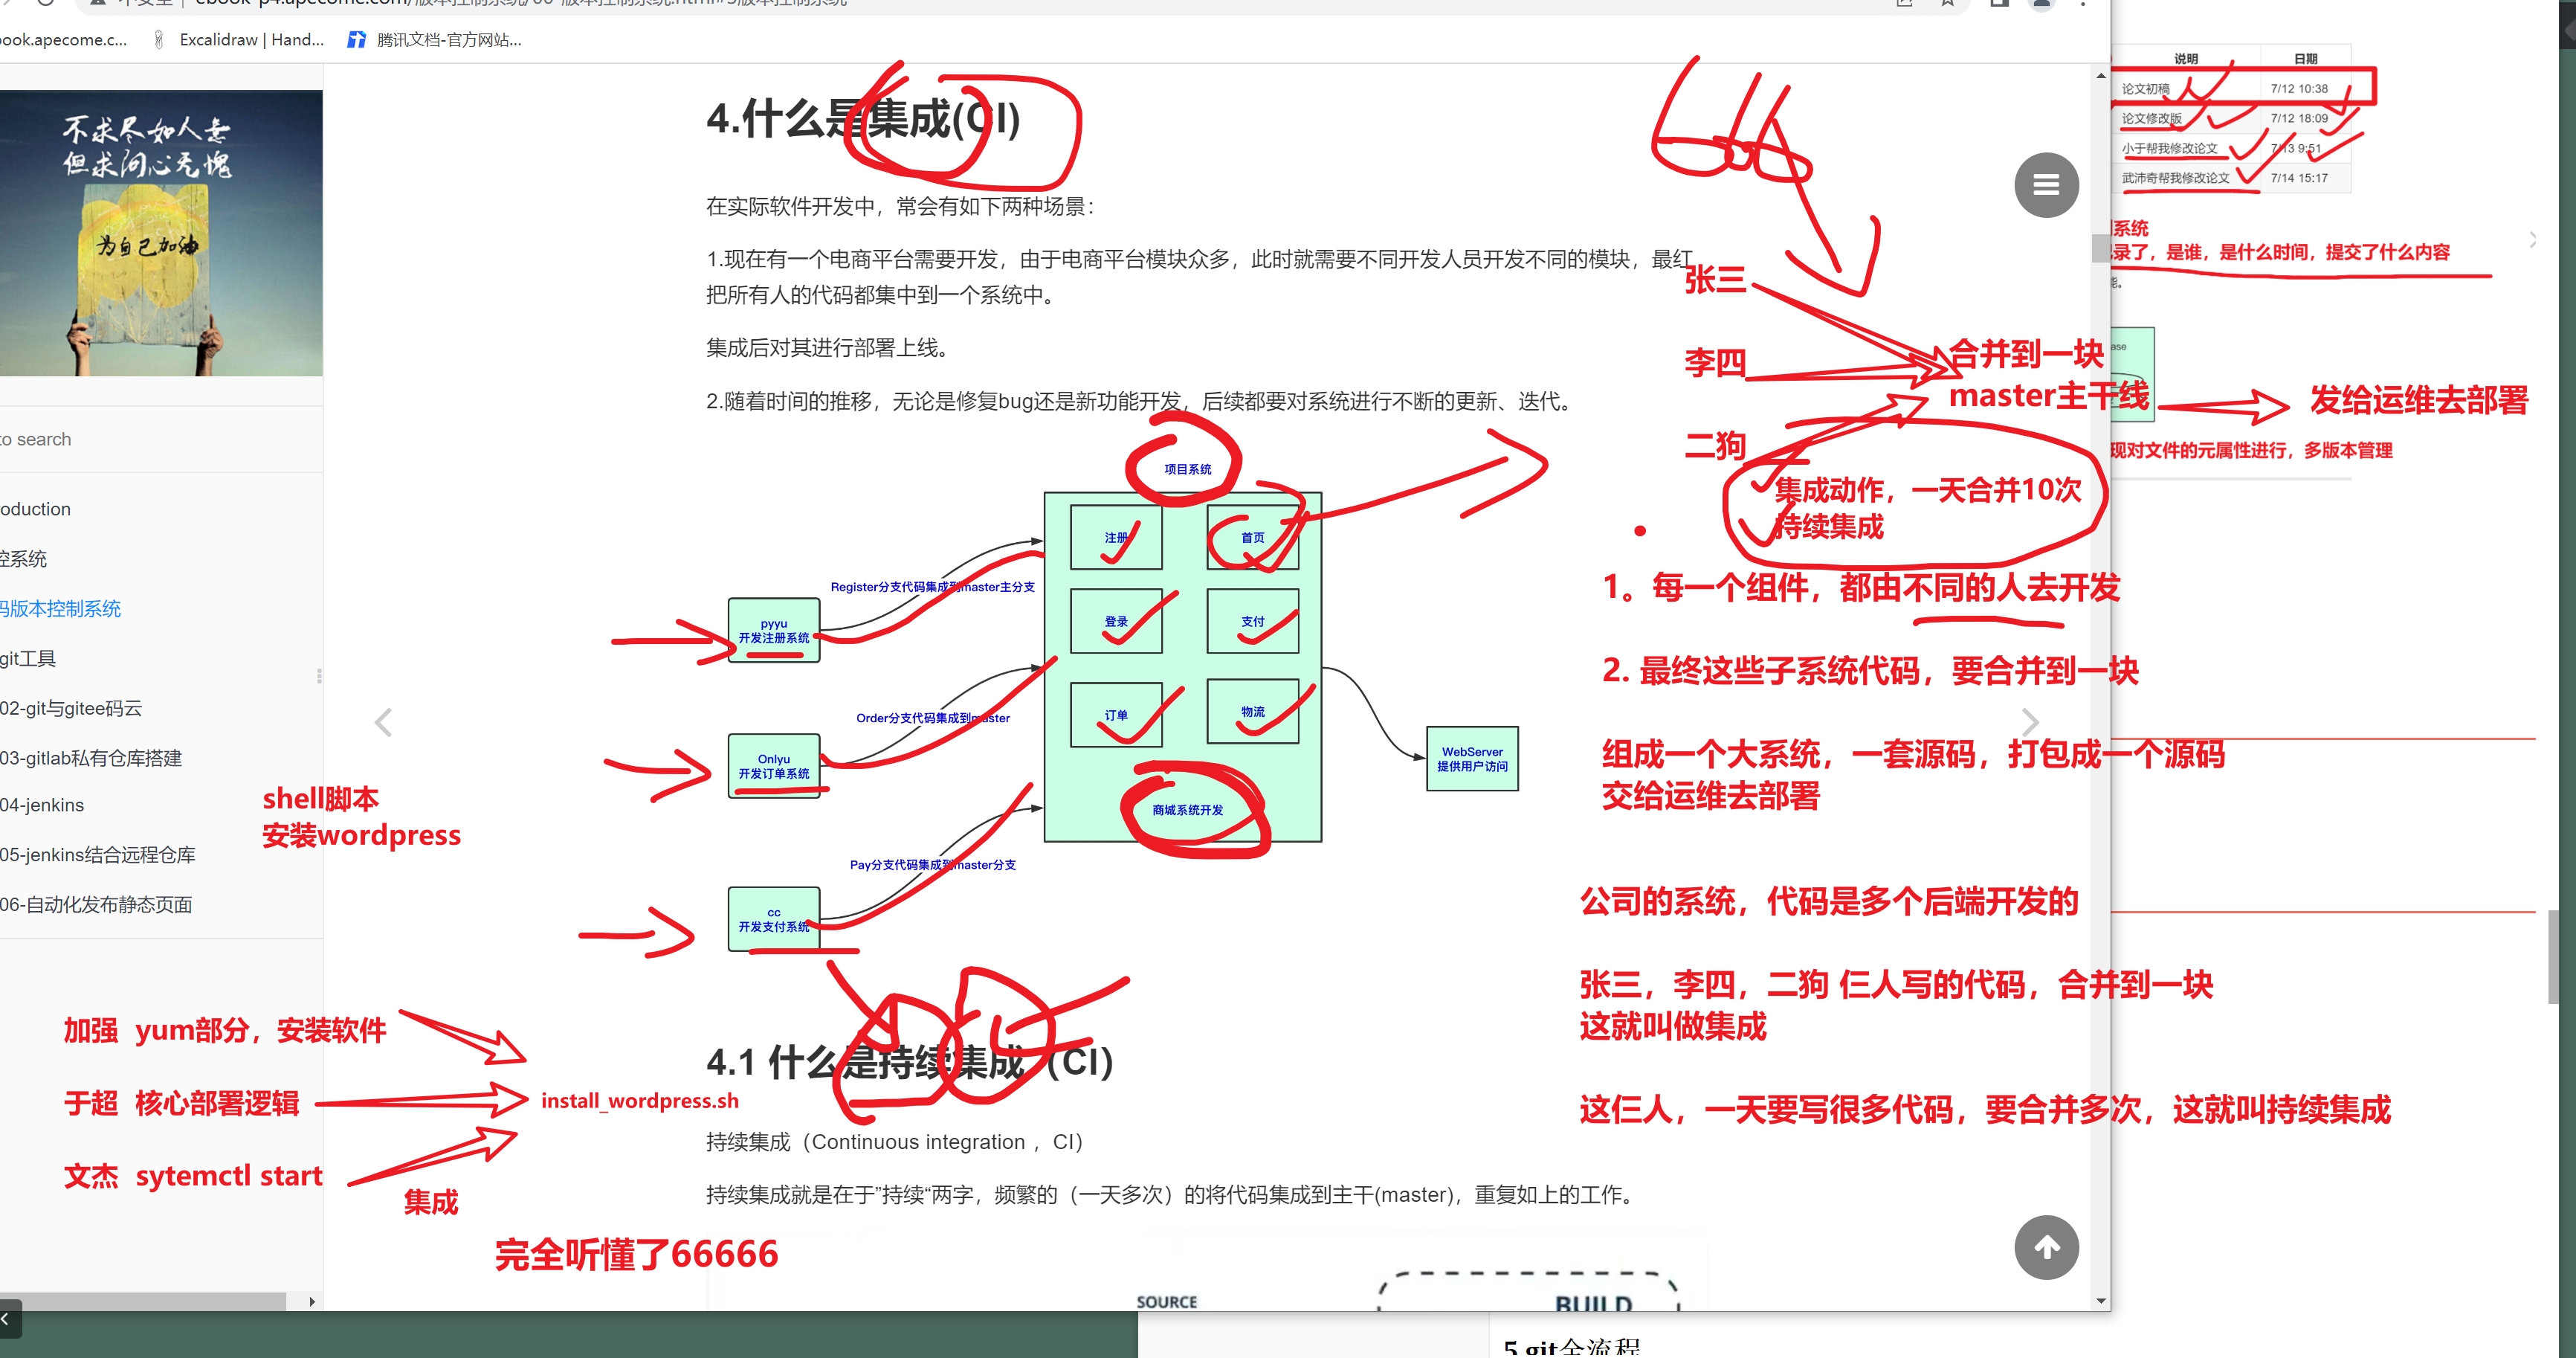 book.apecome.c...
Excalidraw | Hand...
腾讯文档-官方网站...
不求尽如人意
但求问心无愧
为自己加油
to search
控系统
码版本控制系统
git工具
02-git与gitee码云
03-gitlab私有仓库搭建
04-jenkins
05-jenkins结合远程仓库
06-自动化发布静态页面
shell脚本
安装wordpress
加强 yum部分，安装软件
于超 核心部署逻辑
文杰 sytemctl start
集成
install_wordpress.sh
完全听懂了66666
4.什么是集成(CI)
在实际软件开发中，常会有如下两种场景：
1.现在有一个电商平台需要开发，由于电商平台模块众多，此时就需要不同开发人员开发不同的模块，最
把所有人的代码都集中到一个系统中。
集成后对其进行部署上线。
2.随着时间的推移，无论是修复bug还是新功能开发，后续都要对系统进行不断的更新、迭代。
项目系统
注册
首页
登录
支付
订单
物流
商城系统开发
Register分支代码集成到master主分支
pyyu
开发注册系统
Order分支代码集成到master
Onlyu
开发订单系统
Pay分支代码集成到master分支
cc
开发支付系统
WebServer
提供用户访问
4.1 什么是持续集成（CI）
持续集成（Continuous integration ，CI）
持续集成就是在于”持续“两字，频繁的（一天多次）的将代码集成到主干(master)，重复如上的工作。
SOURCE
BUILD
张三
李四
二狗
合并到一块
master主干线
发给运维去部署
集成动作，一天合并10次
持续集成
1。每一个组件，都由不同的人去开发
2. 最终这些子系统代码，要合并到一块
组成一个大系统，一套源码，打包成一个源码
交给运维去部署
公司的系统，代码是多个后端开发的
张三，李四，二狗 仨人写的代码，合并到一块
这就叫做集成
这仨人，一天要写很多代码，要合并多次，这就叫持续集成
说明 日期
论文初稿 7/12 10:38
论文修改版 7/12 18:09
小于帮我修改论文 7/13 9:51
武沛奇帮我修改论文 7/14 15:17
系统
录了，是谁，是什么时间，提交了什么内容
能。
现对文件的元属性进行，多版本管理
5 git全流程